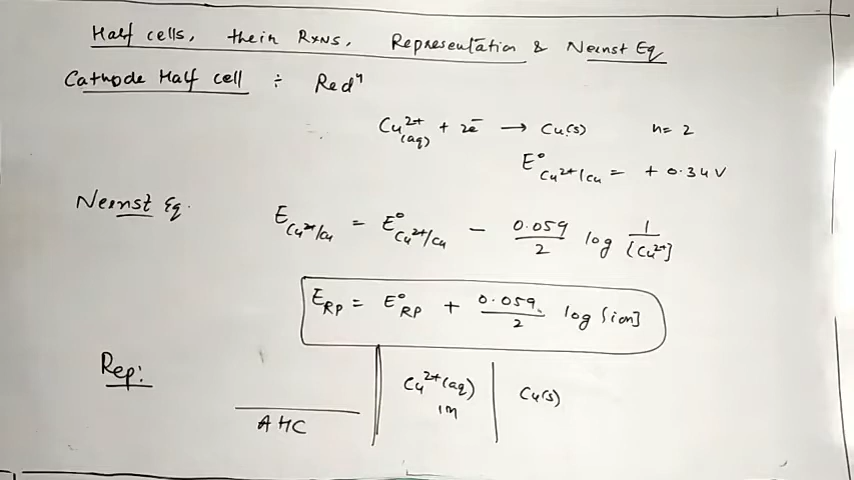 Half cells, their RxNS, Representation & Nernst Eq
Cathode Half cell ÷ Redⁿ
Cu²⁺(aq) + 2e⁻ → Cu(s) n = 2
E°Cu²⁺/Cu = + 0.34 V
Nernst Eq.
ECu²⁺/Cu = E°Cu²⁺/Cu - 0.059/2 log 1/[Cu²⁺]
ERP = E°RP + 0.059/2 log [ion]
Rep:
AHC || Cu²⁺(aq) 1M | Cu(s)